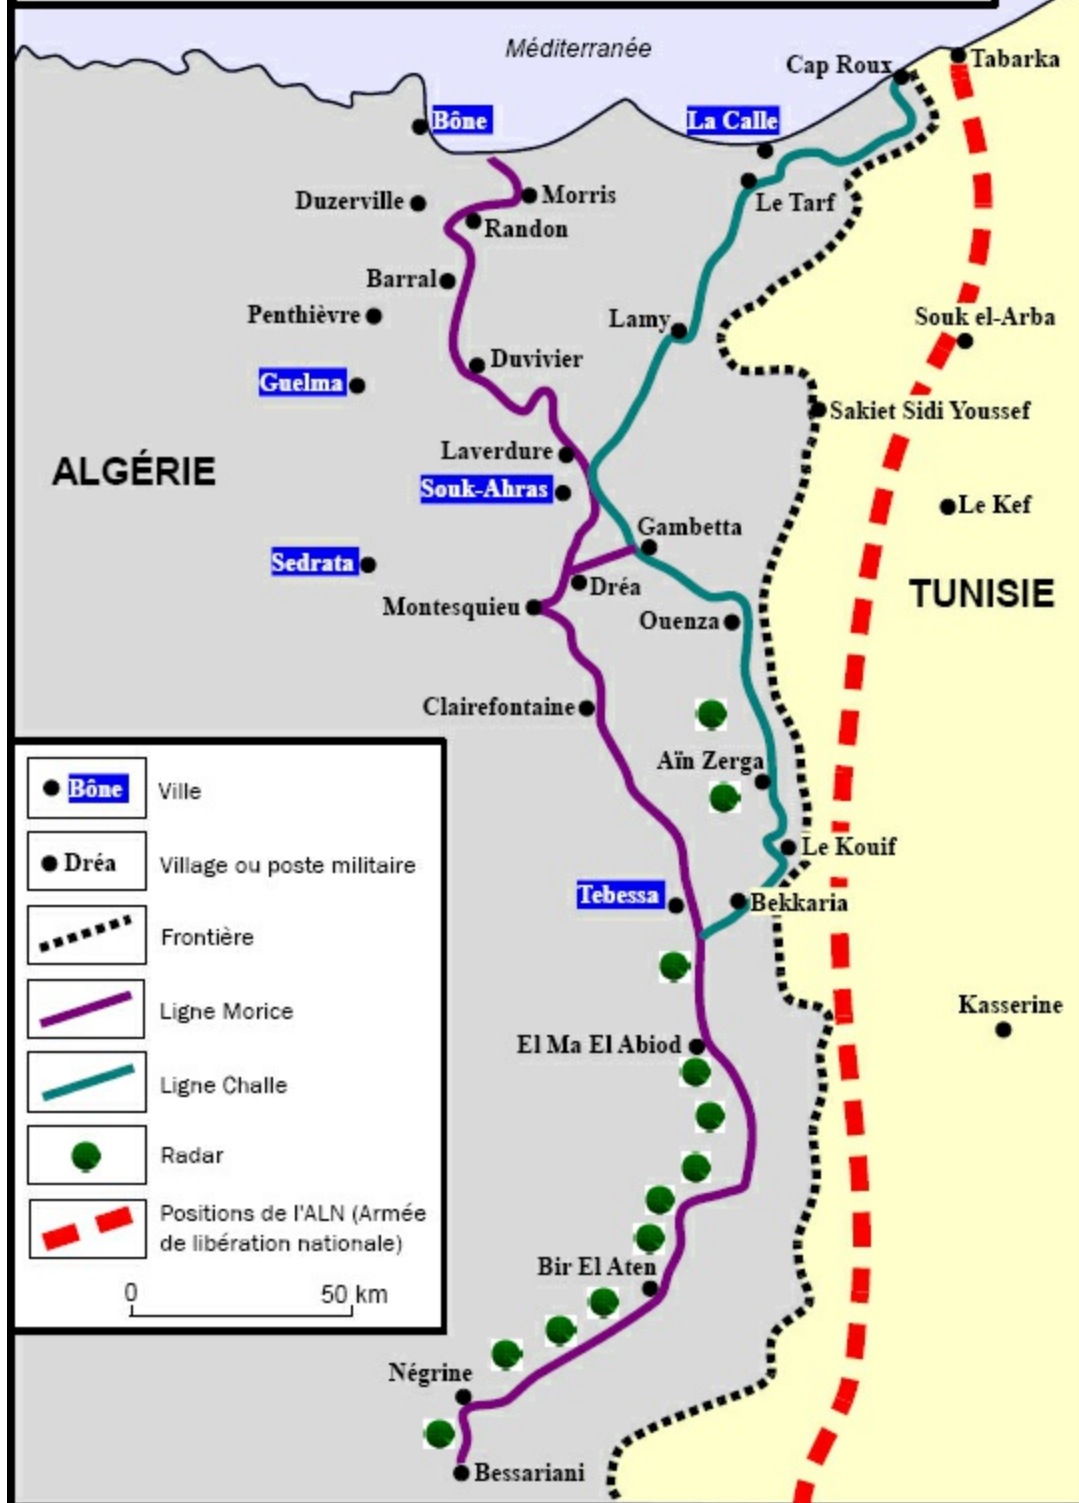 Méditerranée
Cap Roux
Tabarka
Bône
La Calle
Duzerville
Morris
Le Tarf
Randon
Barral
Penthièvre
Lamy
Souk el-Arba
Duvivier
Guelma
Sakiet Sidi Youssef
Laverdure
ALGÉRIE
Souk-Ahras
Le Kef
Gambetta
Sedrata
Dréa
TUNISIE
Montesquieu
Ouenza
Clairefontaine
Aïn Zerga
Le Kouif
Tebessa
Bekkaria
Kasserine
El Ma El Abiod
Bir El Aten
Négrine
Bessariani
Bône Ville
Dréa Village ou poste militaire
Frontière
Ligne Morice
Ligne Challe
Radar
Positions de l'ALN (Armée
de libération nationale)
0 50 km